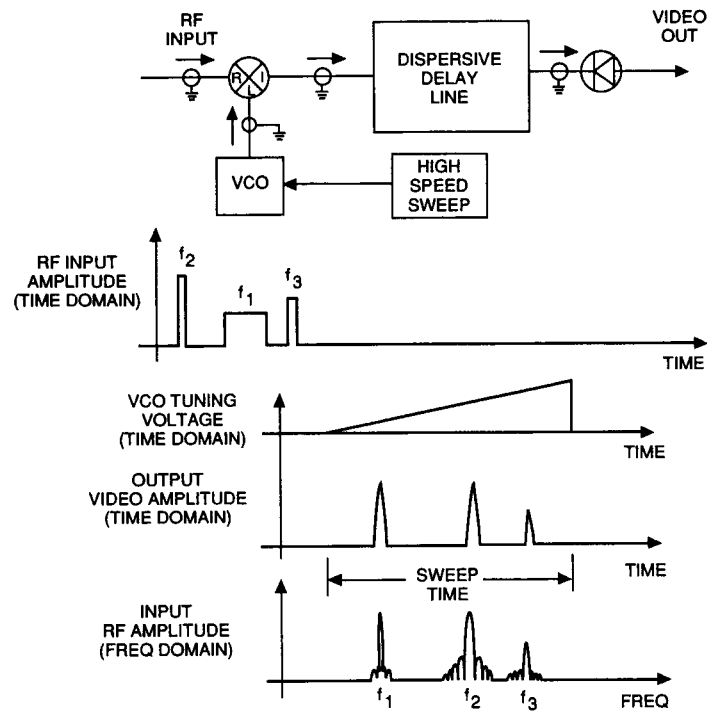 RF
INPUT
VIDEO
OUT
R
I
L
DISPERSIVE
DELAY
LINE
VCO
HIGH
SPEED
SWEEP
RF INPUT
AMPLITUDE
(TIME DOMAIN)
f2
f1
f3
TIME
VCO TUNING
VOLTAGE
(TIME DOMAIN)
TIME
OUTPUT
VIDEO AMPLITUDE
(TIME DOMAIN)
TIME
SWEEP
TIME
INPUT
RF AMPLITUDE
(FREQ DOMAIN)
f1
f2
f3
FREQ